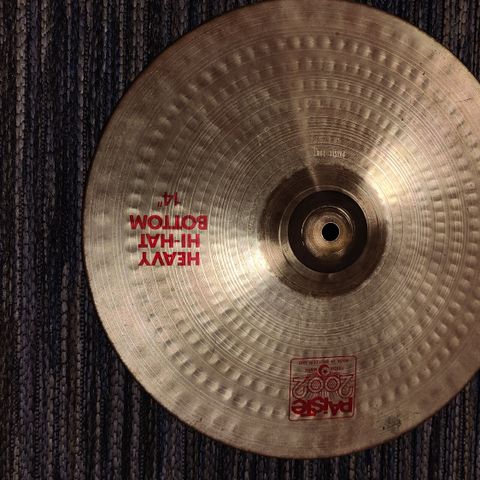 HEAVY
HI-HAT
BOTTOM
14"
PAISTE
2002